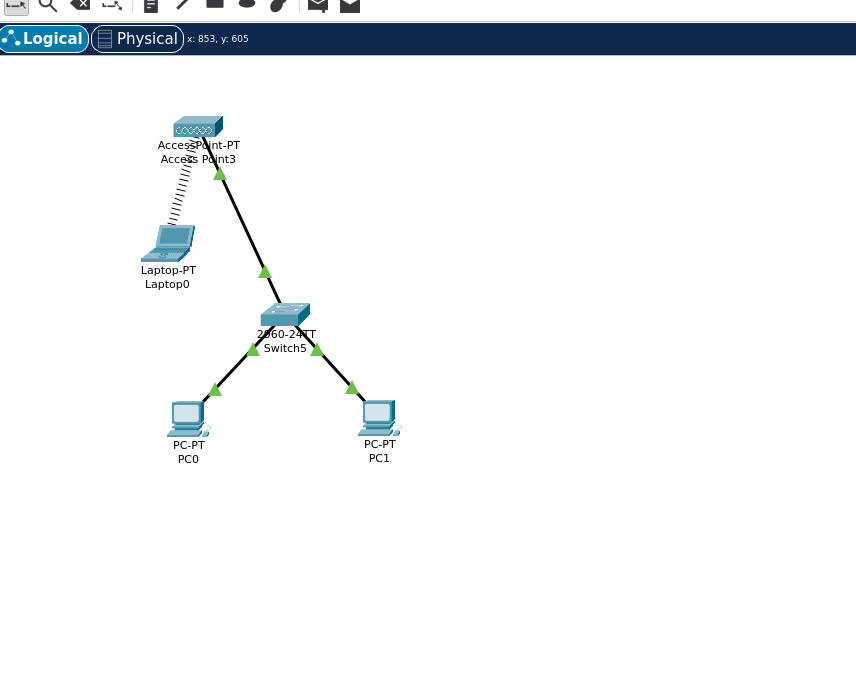 Logical
Physical
x: 853, y: 605
AccessPoint-PT
Access Point3
Laptop-PT
Laptop0
2960-24TT
Switch5
PC-PT
PC0
PC-PT
PC1